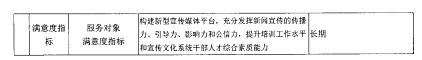 满意度指
标
服务对象
满意度指标
构建新型宣传媒体平台，充分发挥新闻宣传的传播
力、引导力、影响力和公信力，提升培训工作水平
和宣传文化系统干部人才综合素质能力
长期